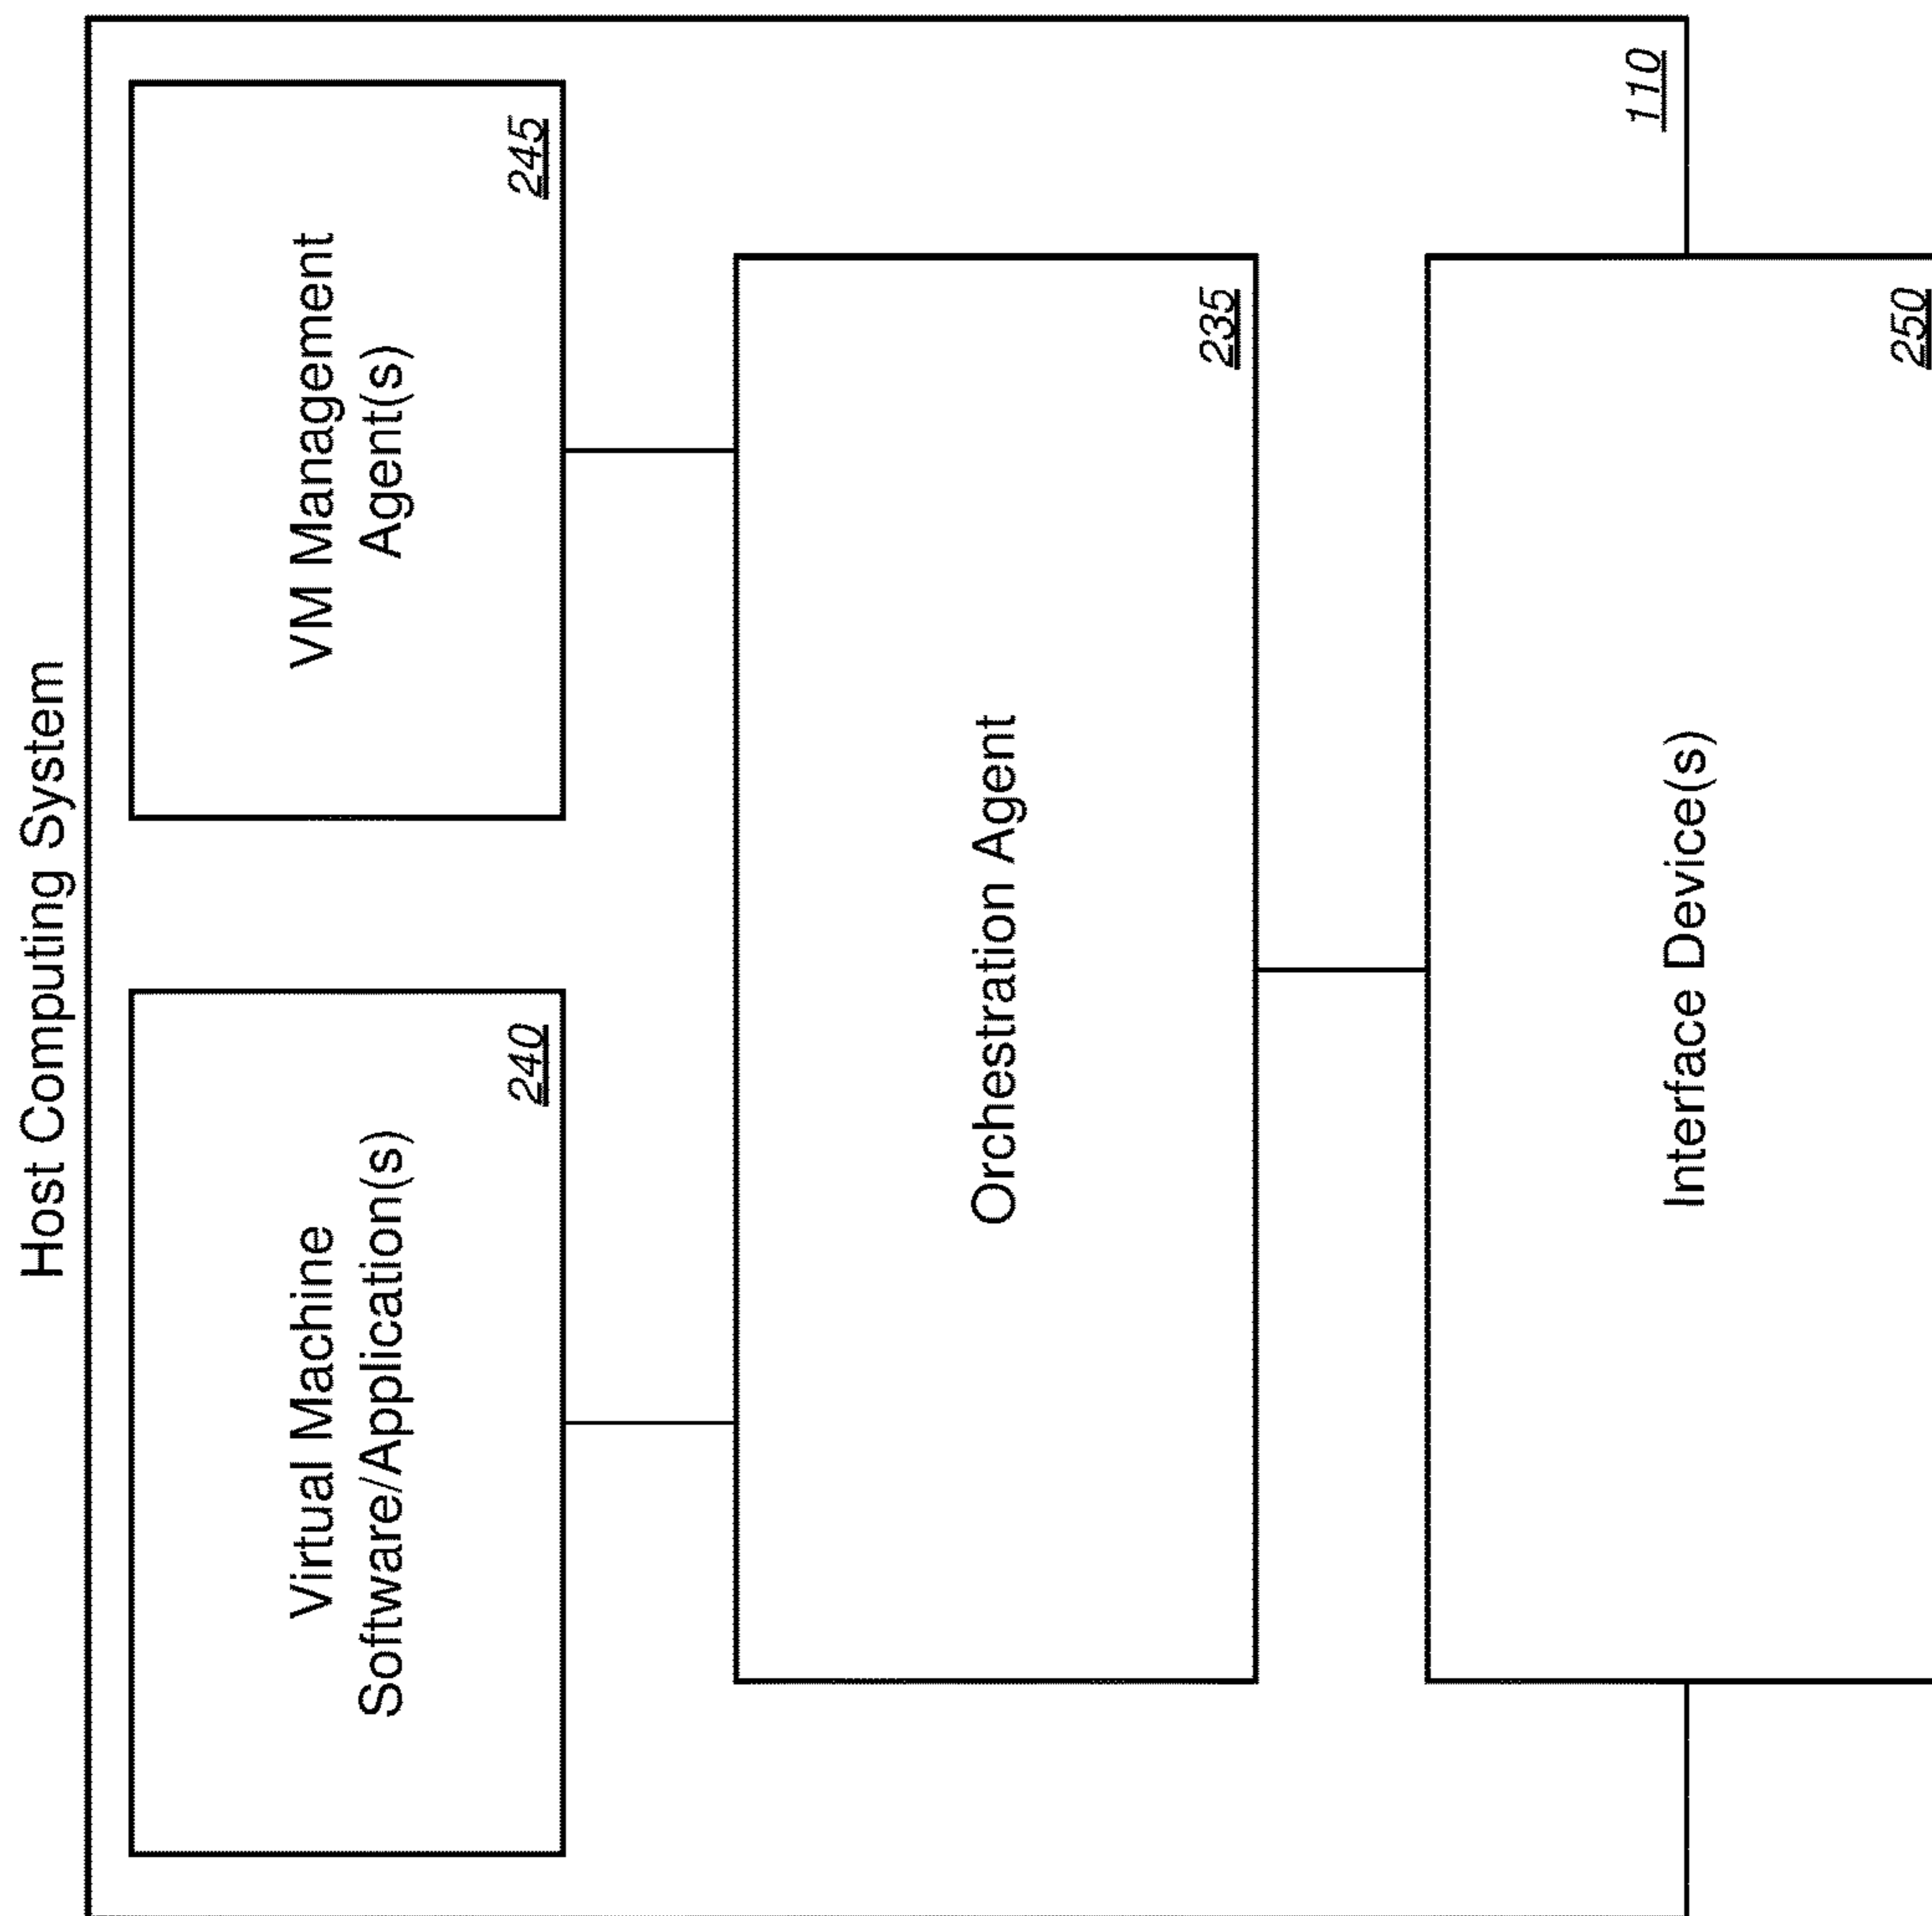 Host Computing System
Virtual Machine
Software/Application(s)
240
VM Management
Agent(s)
245
Orchestration Agent
235
110
Interface Device(s)
250